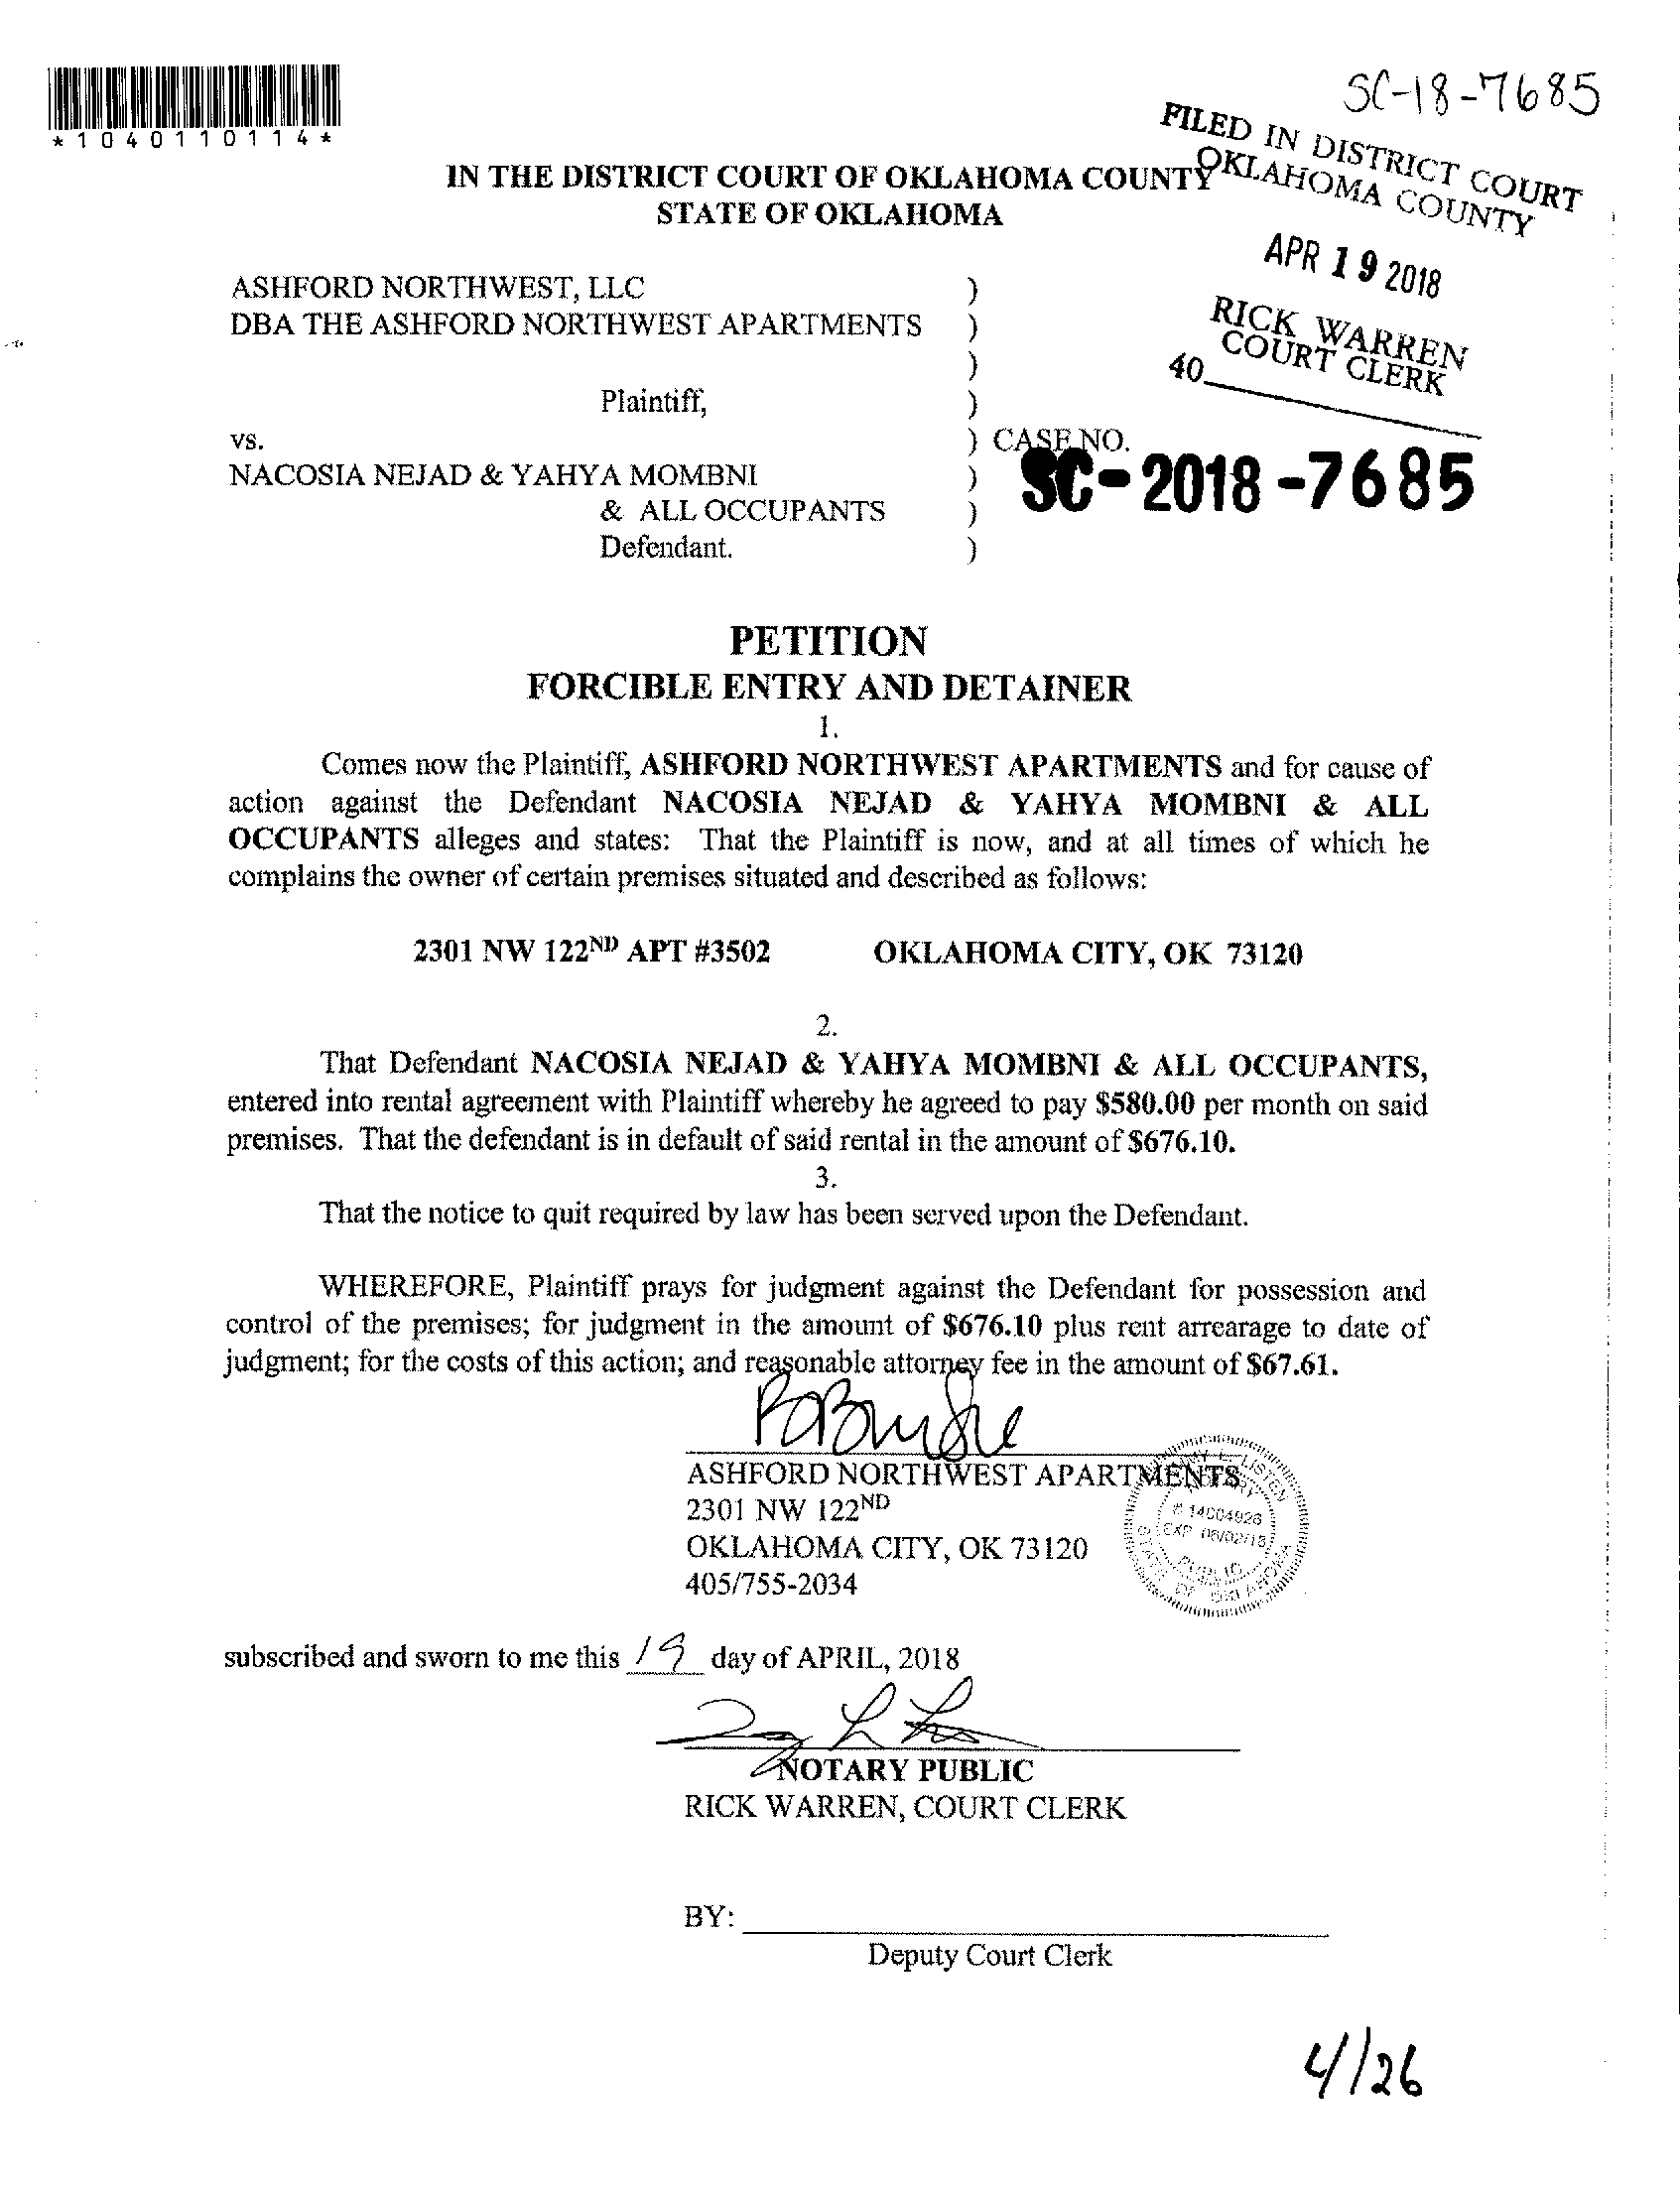 SC-18-7685
*1040110114*
FILED IN DISTRICT COURT
OKLAHOMA COUNTY
IN THE DISTRICT COURT OF OKLAHOMA COUNTY
STATE OF OKLAHOMA
APR 19 2018
RICK WARREN
COURT CLERK
40
ASHFORD NORTHWEST, LLC )
DBA THE ASHFORD NORTHWEST APARTMENTS )
)
Plaintiff, )
vs. ) CASE NO.
SC-2018-7685
NACOSIA NEJAD & YAHYA MOMBNI )
& ALL OCCUPANTS )
Defendant. )
PETITION
FORCIBLE ENTRY AND DETAINER
1.
Comes now the Plaintiff, ASHFORD NORTHWEST APARTMENTS and for cause of
action against the Defendant NACOSIA NEJAD & YAHYA MOMBNI & ALL
OCCUPANTS alleges and states: That the Plaintiff is now, and at all times of which he
complains the owner of certain premises situated and described as follows:
2301 NW 122ND APT #3502 OKLAHOMA CITY, OK 73120
2.
That Defendant NACOSIA NEJAD & YAHYA MOMBNI & ALL OCCUPANTS,
entered into rental agreement with Plaintiff whereby he agreed to pay $580.00 per month on said
premises. That the defendant is in default of said rental in the amount of $676.10.
3.
That the notice to quit required by law has been served upon the Defendant.
WHEREFORE, Plaintiff prays for judgment against the Defendant for possession and
control of the premises; for judgment in the amount of $676.10 plus rent arrearage to date of
judgment; for the costs of this action; and reasonable attorney fee in the amount of $67.61.
ASHFORD NORTHWEST APARTMENTS
2301 NW 122ND
OKLAHOMA CITY, OK 73120
405/755-2034
# 14004926
PUBLIC
STATE OF OKLAHOMA
subscribed and sworn to me this 19 day of APRIL, 2018
NOTARY PUBLIC
RICK WARREN, COURT CLERK
BY:
Deputy Court Clerk
4/26